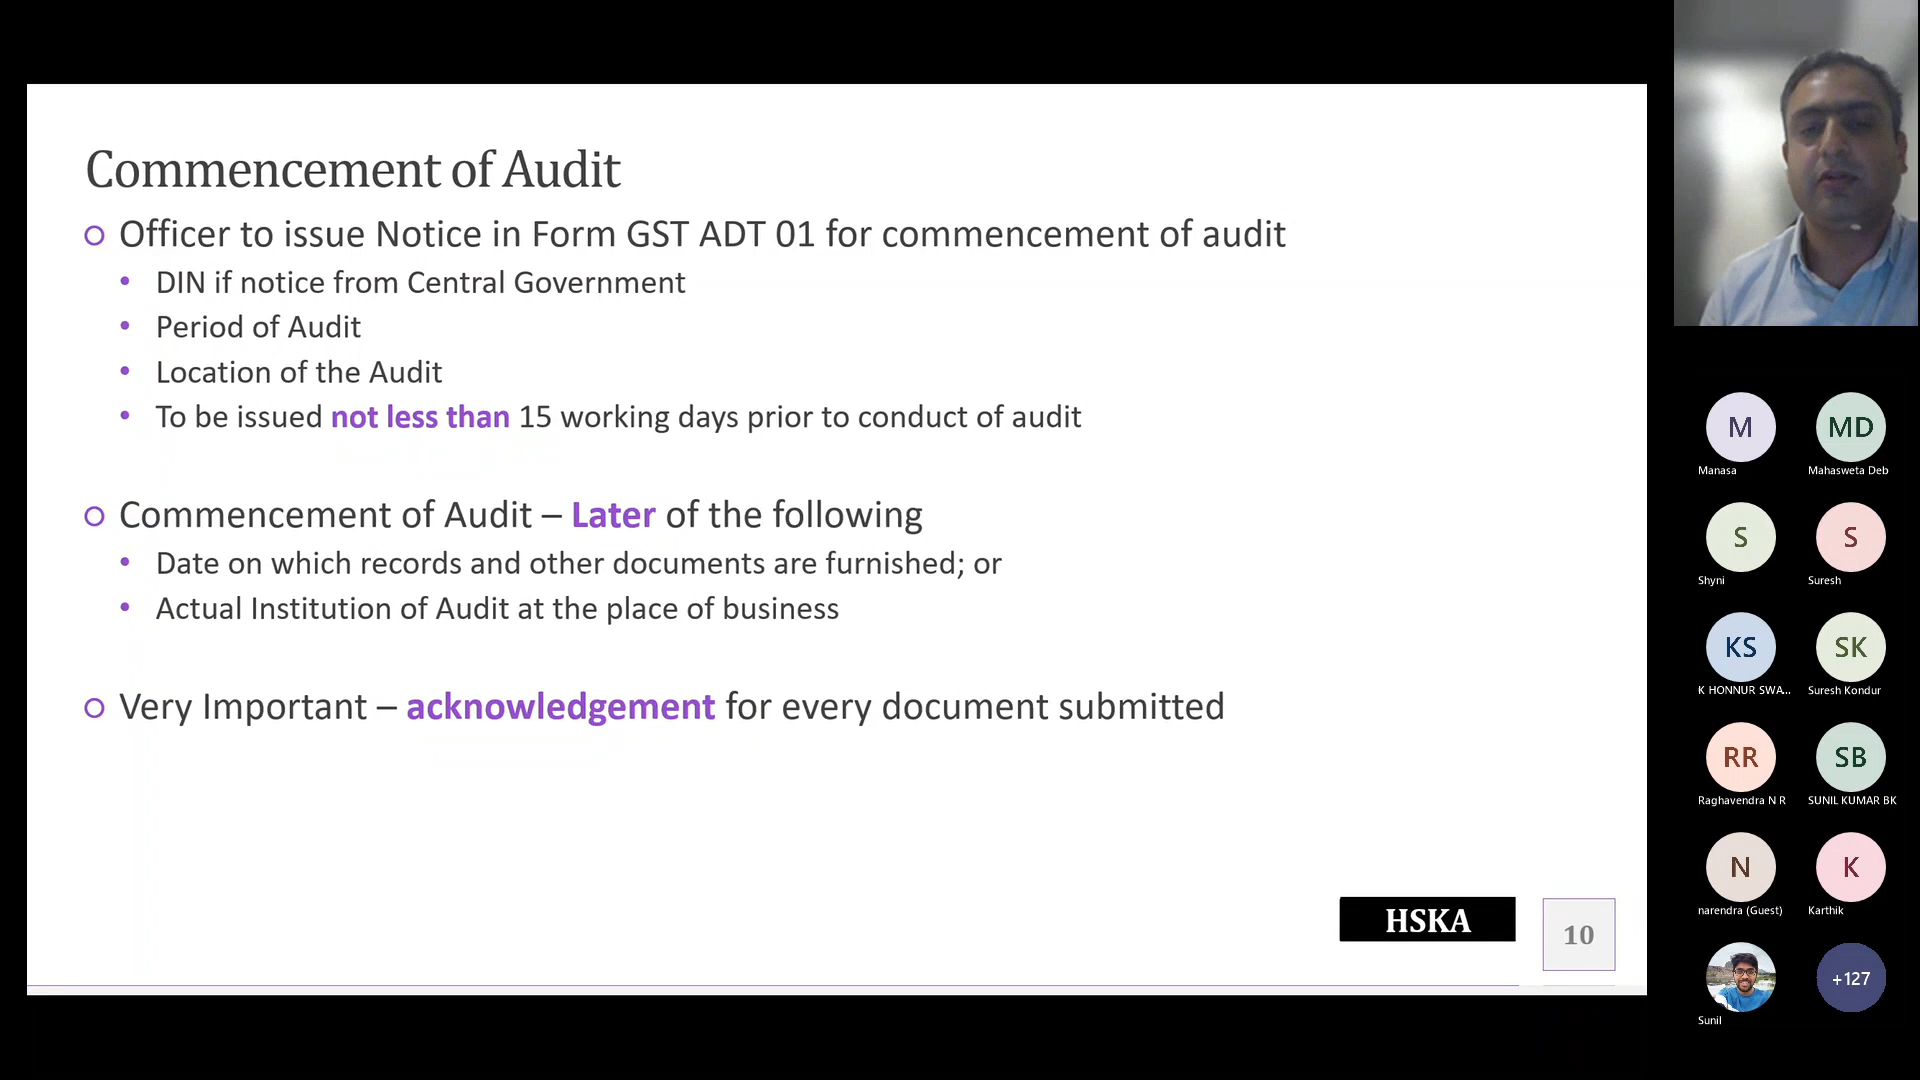 Commencement of Audit
Officer to issue Notice in Form GST ADT 01 for commencement of audit
DIN if notice from Central Government
Period of Audit
Location of the Audit
To be issued not less than 15 working days prior to conduct of audit
Commencement of Audit – Later of the following
Date on which records and other documents are furnished; or
Actual Institution of Audit at the place of business
Very Important – acknowledgement for every document submitted
HSKA
10
M
Manasa
MD
Mahasweta Deb
S
Shyni
S
Suresh
KS
K HONNUR SWA...
SK
Suresh Kondur
RR
Raghavendra N R
SB
SUNIL KUMAR BK
N
narendra (Guest)
K
Karthik
Sunil
+127